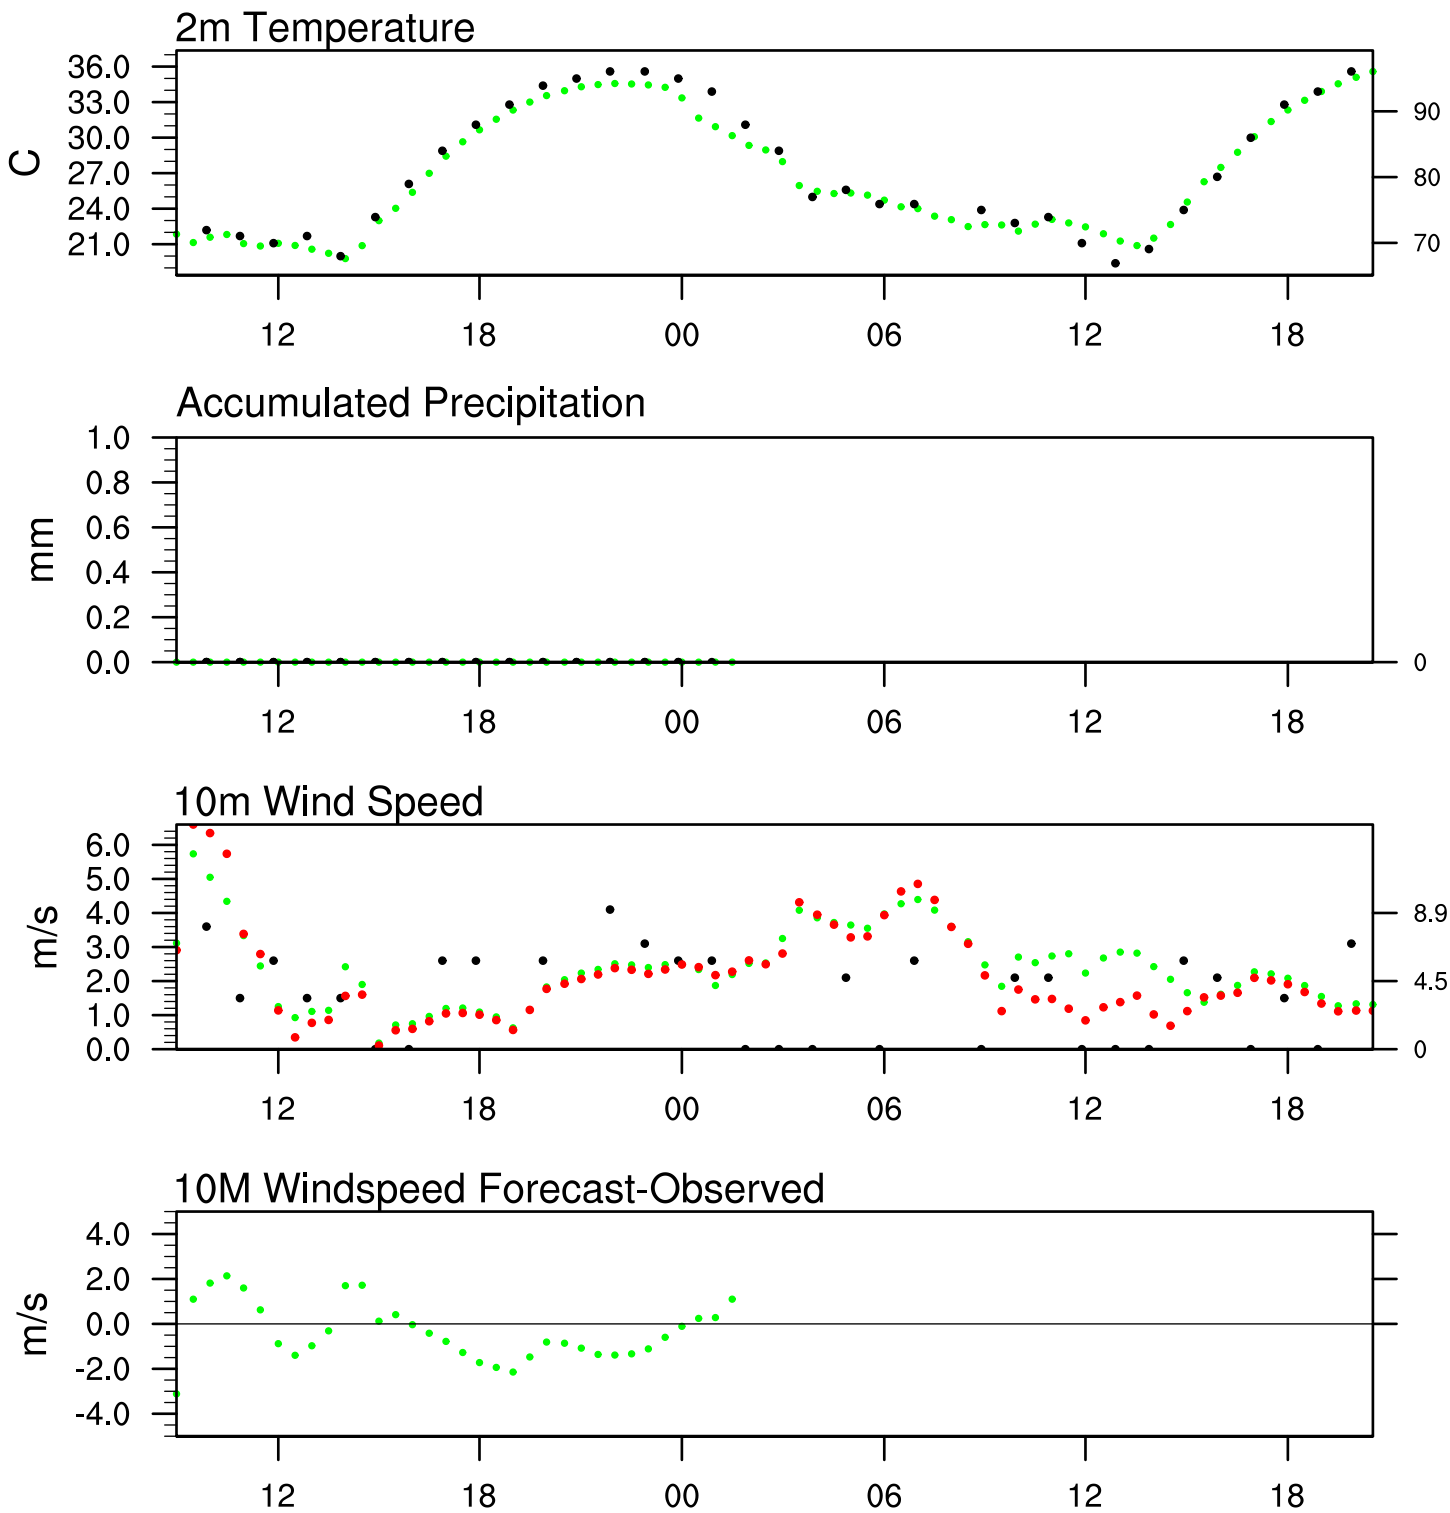 2m Temperature
36.0
33.0
30.0
27.0
24.0
21.0
C
90
80
70
12 18 00 06 12 18
Accumulated Precipitation
1.0
0.8
0.6
0.4
0.2
0.0
mm
0
12 18 00 06 12 18
10m Wind Speed
6.0
5.0
4.0
3.0
2.0
1.0
0.0
m/s
8.9
4.5
0
12 18 00 06 12 18
10M Windspeed Forecast-Observed
4.0
2.0
0.0
-2.0
-4.0
m/s
12 18 00 06 12 18